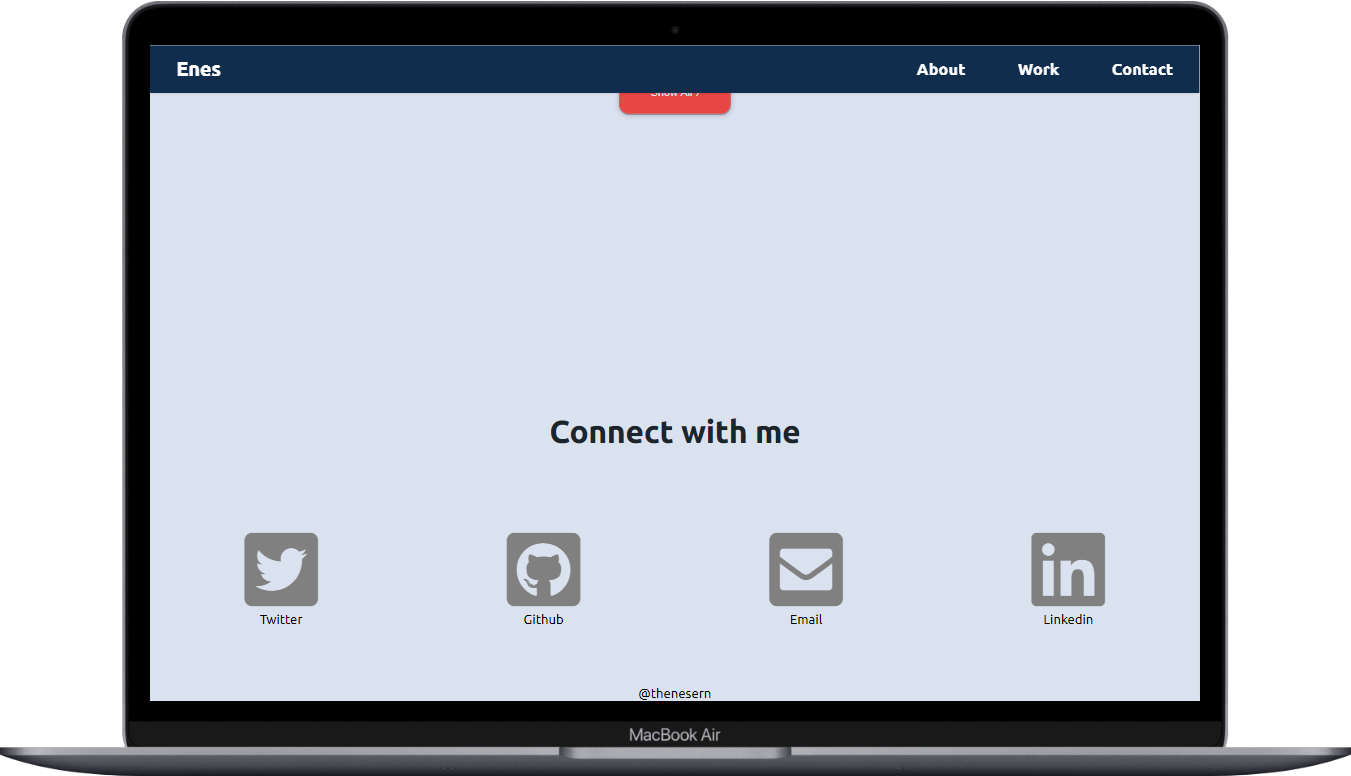 Enes About Work Contact
Show All
Connect with me
Twitter Github Email Linkedin
@thenesern
MacBook Air